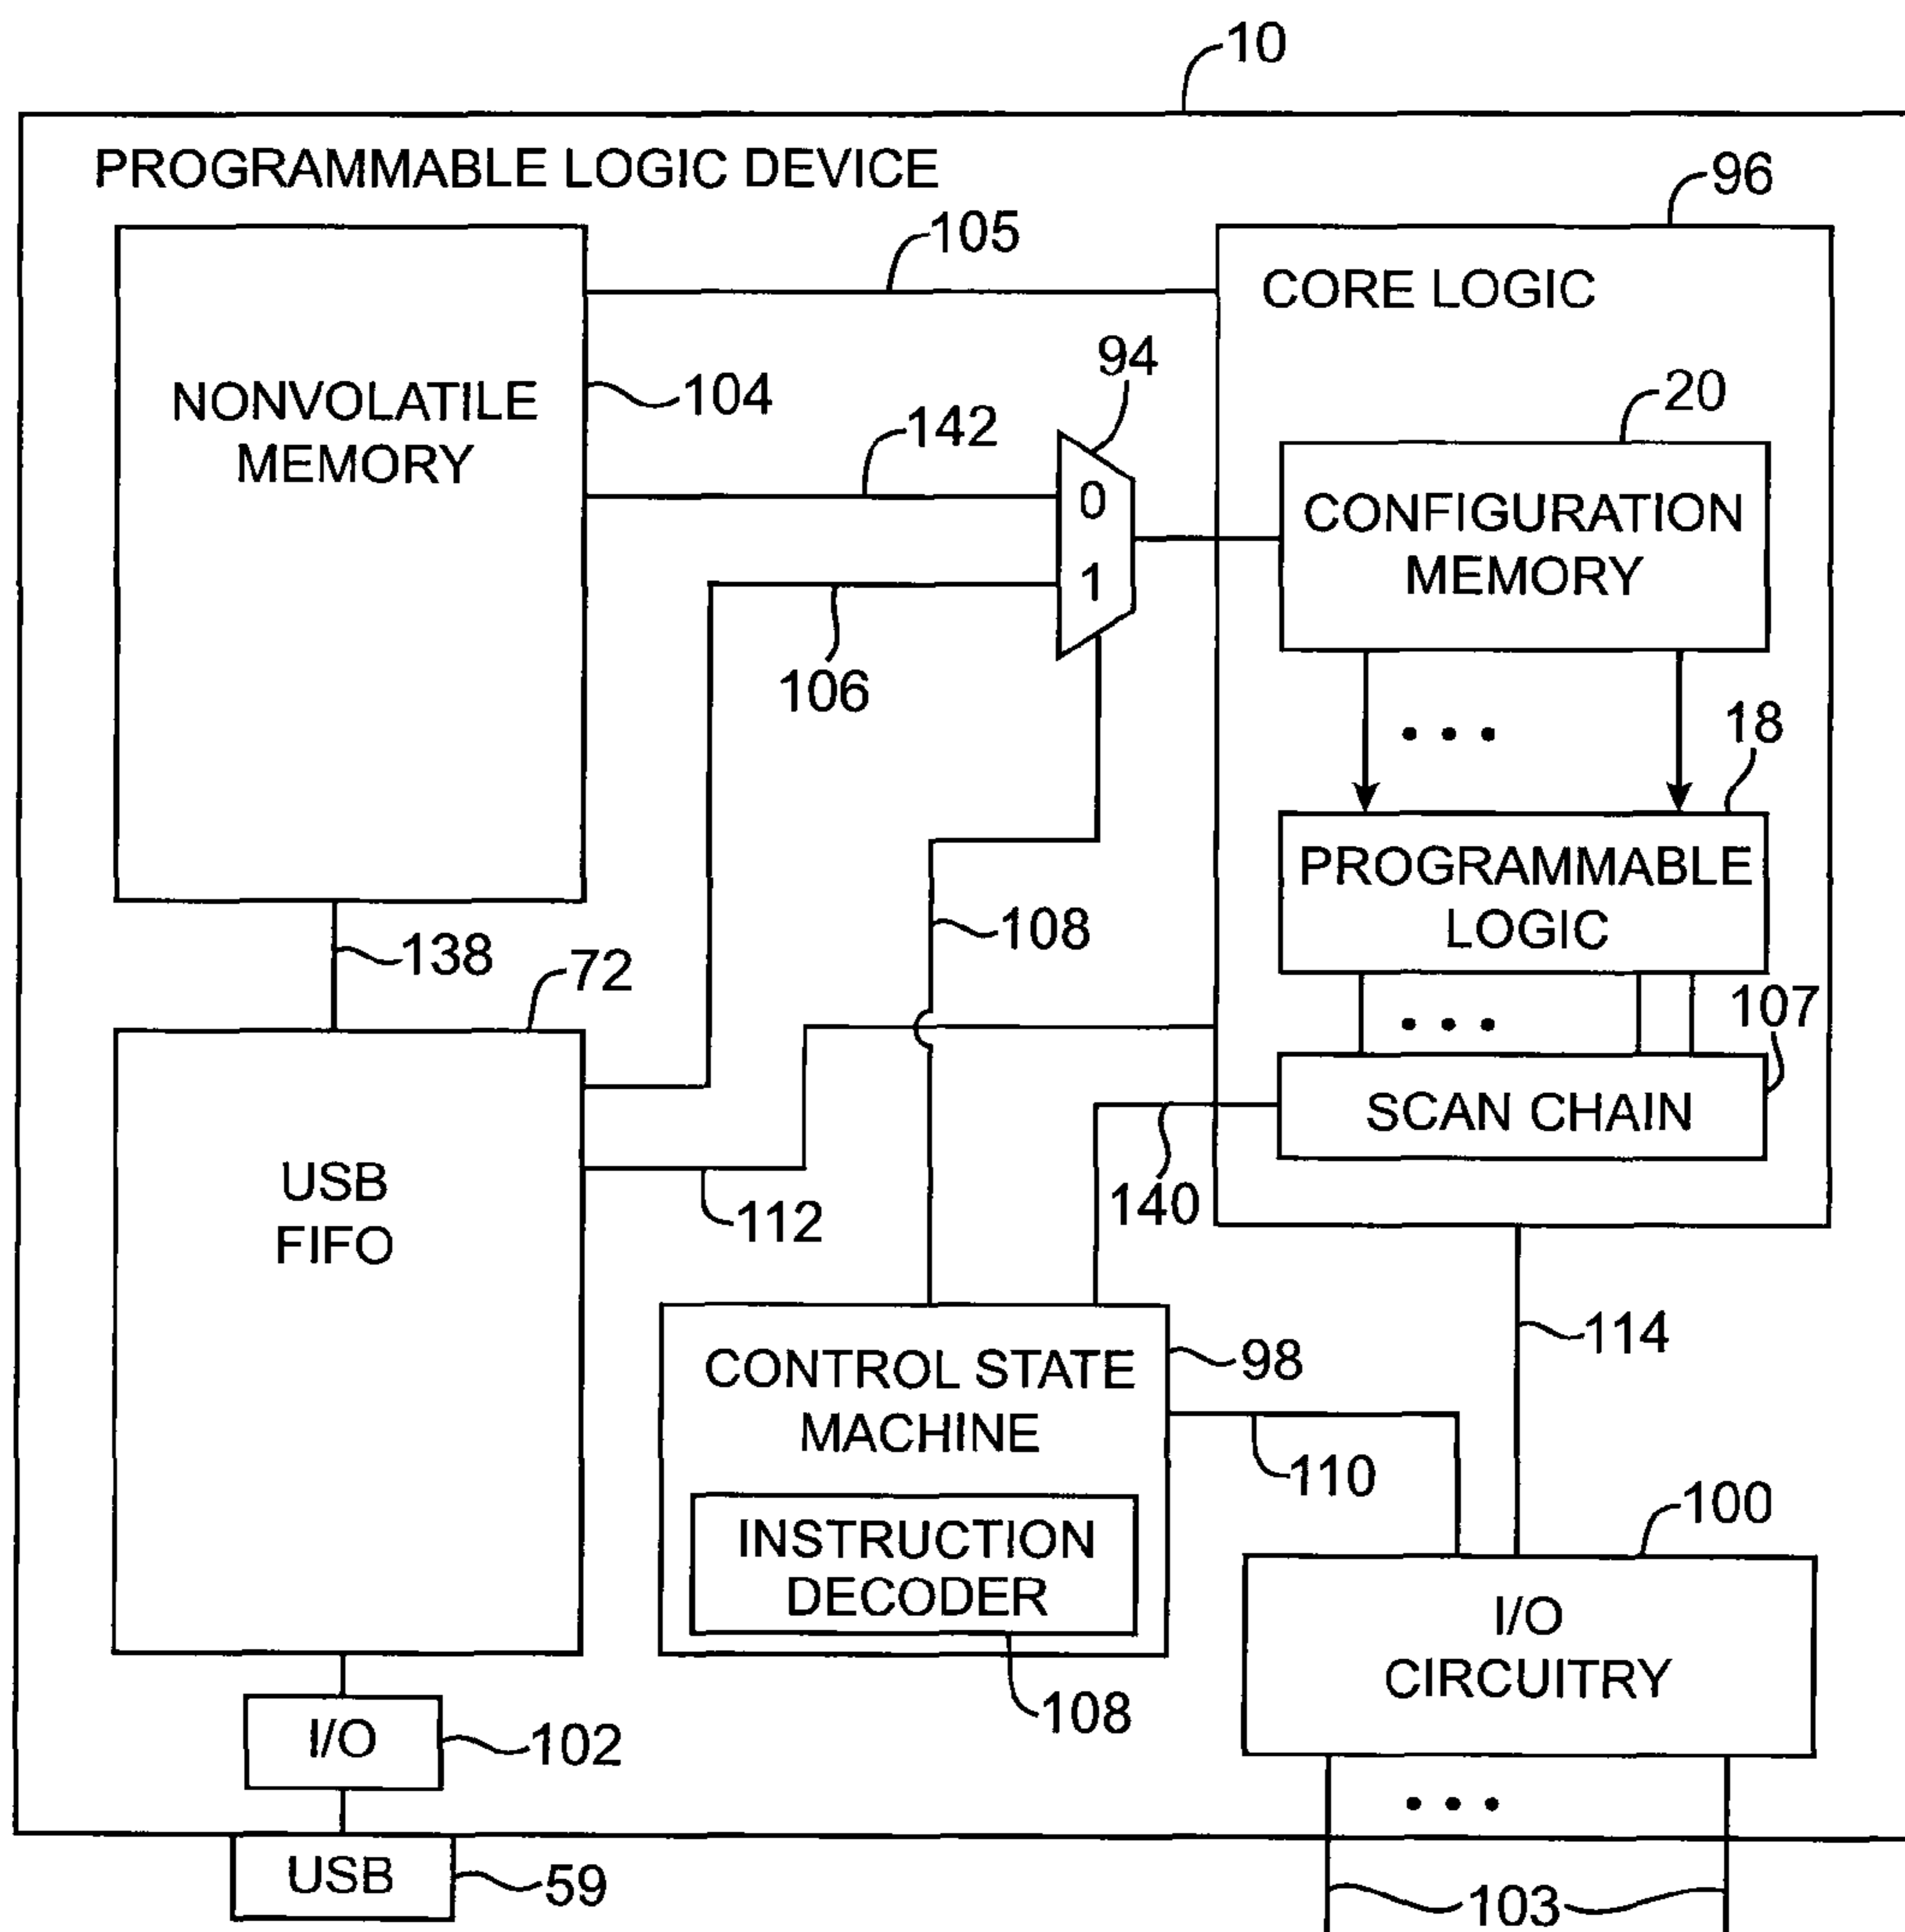 10
PROGRAMMABLE LOGIC DEVICE
96
105
CORE LOGIC
94
20
NONVOLATILE
MEMORY
104
142
0
1
CONFIGURATION
MEMORY
106
18
PROGRAMMABLE
LOGIC
108
138
72
107
SCAN CHAIN
USB
FIFO
112
140
114
CONTROL STATE
MACHINE
98
110
INSTRUCTION
DECODER
108
100
I/O
CIRCUITRY
I/O
102
USB
59
103